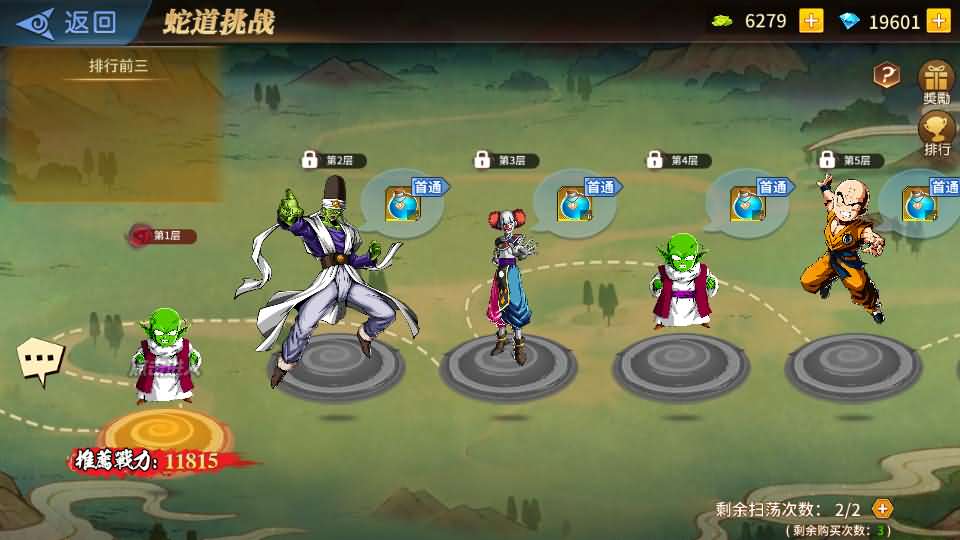 返回
蛇道挑战
6279
19601
排行前三
奖励
排行
第1层
第2层
首通
第3层
首通
第4层
首通
第5层
首通
推薦戰力: 11815
剩余扫荡次数: 2/2
(剩余购买次数: 3)